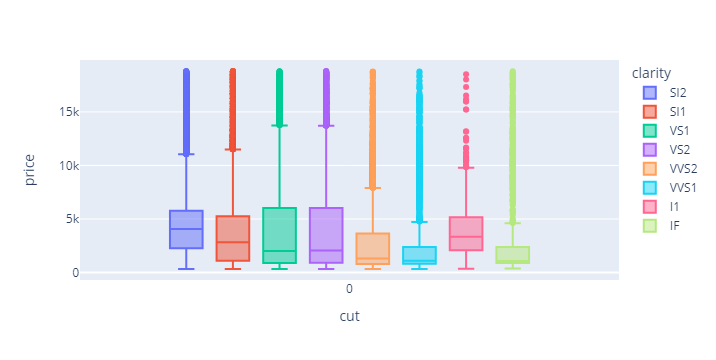 clarity
SI2
SI1
VS1
VS2
VVS2
VVS1
I1
IF
price
15k
10k
5k
0
0
cut